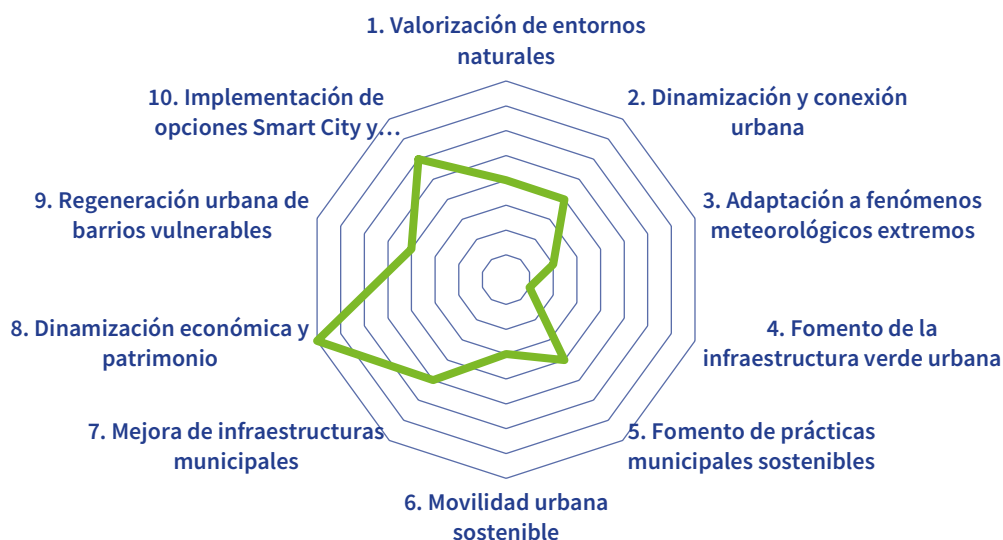 1. Valorización de entornos
naturales
2. Dinamización y conexión
urbana
3. Adaptación a fenómenos
meteorológicos extremos
4. Fomento de la
infraestructura verde urbana
5. Fomento de prácticas
municipales sostenibles
6. Movilidad urbana
sostenible
7. Mejora de infraestructuras
municipales
8. Dinamización económica y
patrimonio
9. Regeneración urbana de
barrios vulnerables
10. Implementación de
opciones Smart City y…